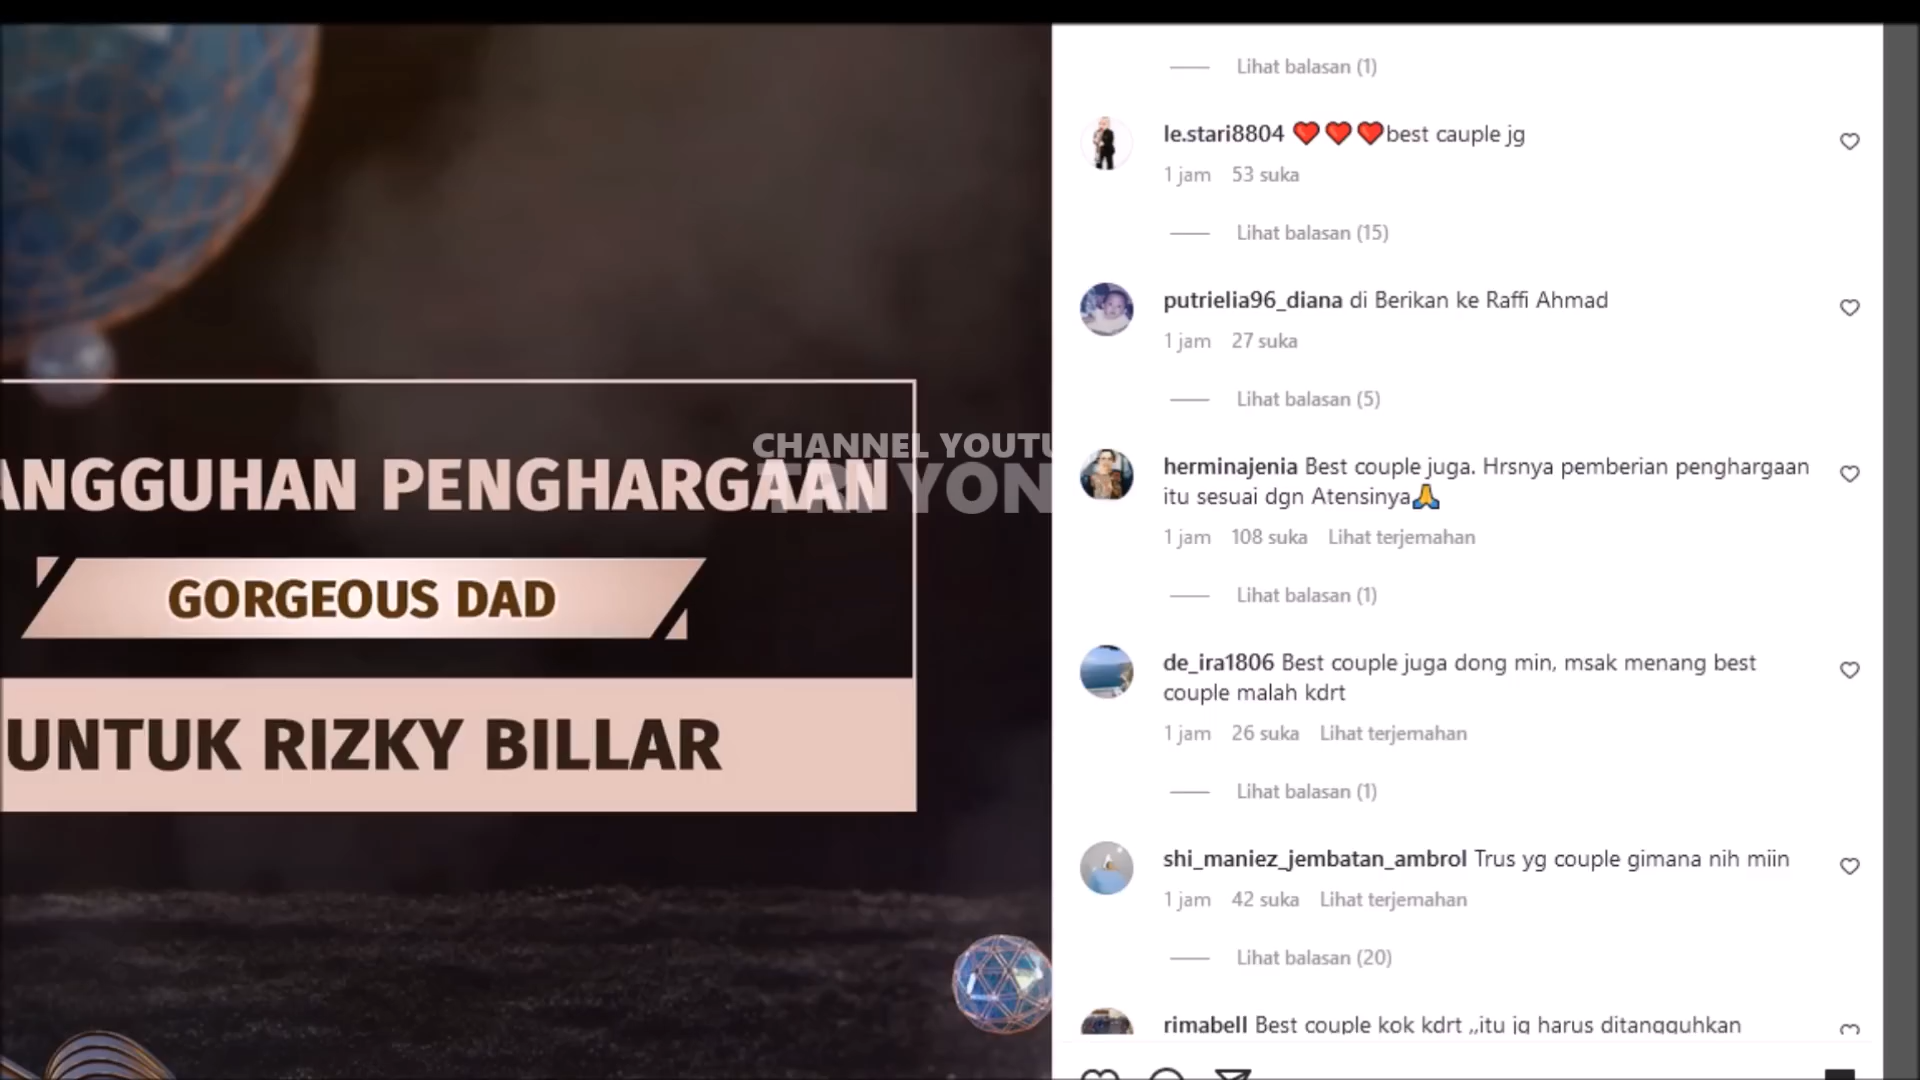 ANGGUHAN PENGHARGAAN
GORGEOUS DAD
UNTUK RIZKY BILLAR
CHANNEL YOUTU
TRI YON
Lihat balasan (1)
le.stari8804 ❤️❤️❤️best cauple jg
1 jam 53 suka
Lihat balasan (15)
putrielia96_diana di Berikan ke Raffi Ahmad
1 jam 27 suka
Lihat balasan (5)
herminajenia Best couple juga. Hrsnya pemberian penghargaan
itu sesuai dgn Atensinya🙏
1 jam 108 suka Lihat terjemahan
Lihat balasan (1)
de_ira1806 Best couple juga dong min, msak menang best
couple malah kdrt
1 jam 26 suka Lihat terjemahan
Lihat balasan (1)
shi_maniez_jembatan_ambrol Trus yg couple gimana nih miin
1 jam 42 suka Lihat terjemahan
Lihat balasan (20)
rimabell Best couple kok kdrt ,,itu jg harus ditangguhkan